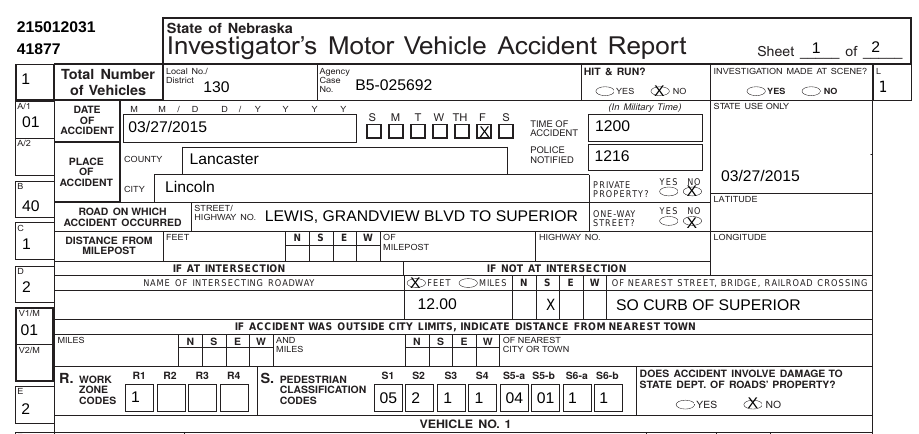 215012031
41877
State of Nebraska
Investigator's Motor Vehicle Accident Report
Sheet 1 of 2
1
Total Number of Vehicles
Local No./ District 130
Agency Case No. B5-025692
HIT & RUN?
YES X NO
INVESTIGATION MADE AT SCENE?
YES NO
L
1
A/1
01
DATE OF ACCIDENT
M M / D D / Y Y Y Y
03/27/2015
S M T W TH F S
X
(In Military Time)
TIME OF ACCIDENT 1200
STATE USE ONLY
A/2
PLACE OF ACCIDENT
COUNTY Lancaster
POLICE NOTIFIED 1216
03/27/2015
B
40
CITY Lincoln
PRIVATE PROPERTY? YES NO X
LATITUDE
ROAD ON WHICH ACCIDENT OCCURRED
STREET/ HIGHWAY NO. LEWIS, GRANDVIEW BLVD TO SUPERIOR
ONE-WAY STREET? YES NO X
C
1
DISTANCE FROM MILEPOST
FEET N S E W OF MILEPOST
HIGHWAY NO.
LONGITUDE
D
2
IF AT INTERSECTION
IF NOT AT INTERSECTION
NAME OF INTERSECTING ROADWAY
X FEET MILES N S E W OF NEAREST STREET, BRIDGE, RAILROAD CROSSING
12.00 X SO CURB OF SUPERIOR
V1/M
01
IF ACCIDENT WAS OUTSIDE CITY LIMITS, INDICATE DISTANCE FROM NEAREST TOWN
V2/M
MILES N S E W AND MILES N S E W OF NEAREST CITY OR TOWN
R. WORK ZONE CODES
R1 R2 R3 R4
1
S. PEDESTRIAN CLASSIFICATION CODES
S1 S2 S3 S4 S5-a S5-b S6-a S6-b
05 2 1 1 04 01 1 1
DOES ACCIDENT INVOLVE DAMAGE TO STATE DEPT. OF ROADS' PROPERTY?
YES X NO
E
2
VEHICLE NO. 1